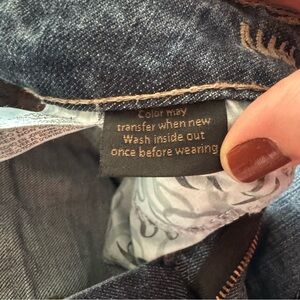 Color may
transfer when new
Wash inside out
once before wearing